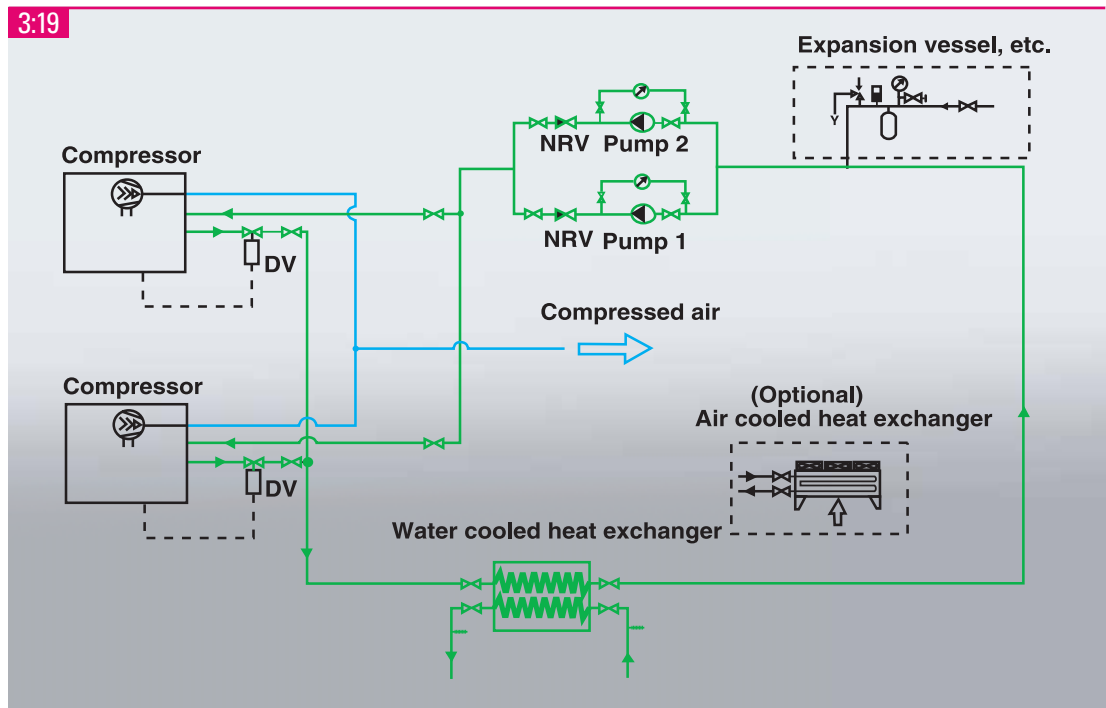 3:19
Expansion vessel, etc.
Y
Compressor
NRV Pump 2
NRV Pump 1
DV
Compressed air
Compressor
(Optional)
Air cooled heat exchanger
DV
Water cooled heat exchanger